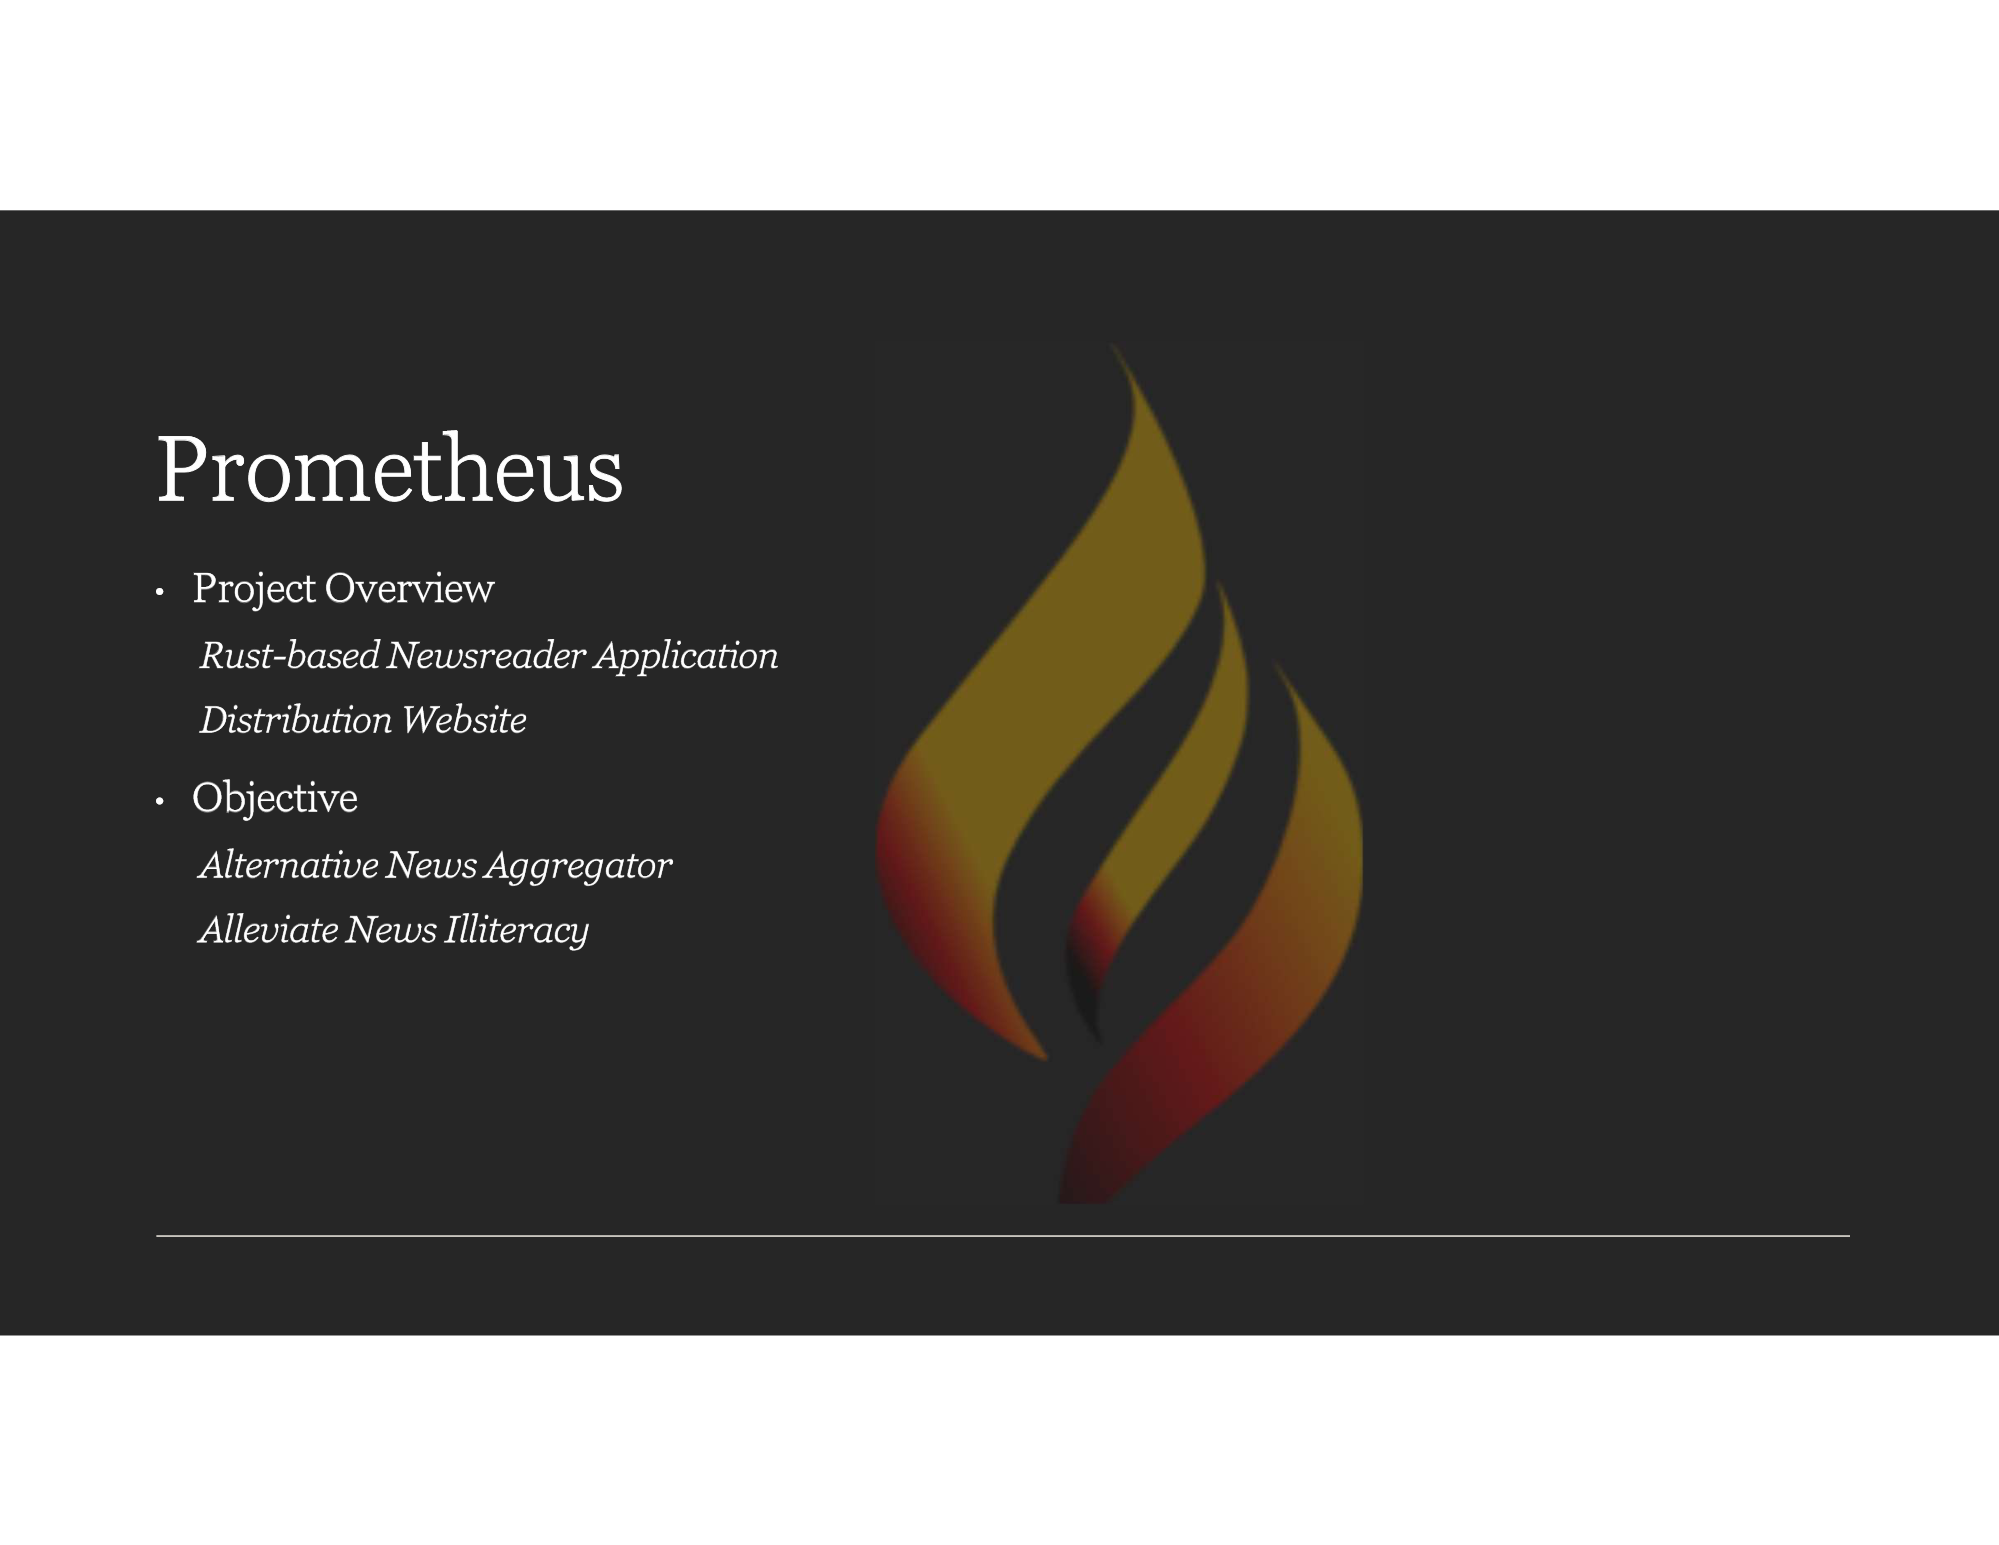 Prometheus
• Project Overview
Rust-based Newsreader Application
Distribution Website
• Objective
Alternative News Aggregator
Alleviate News Illiteracy